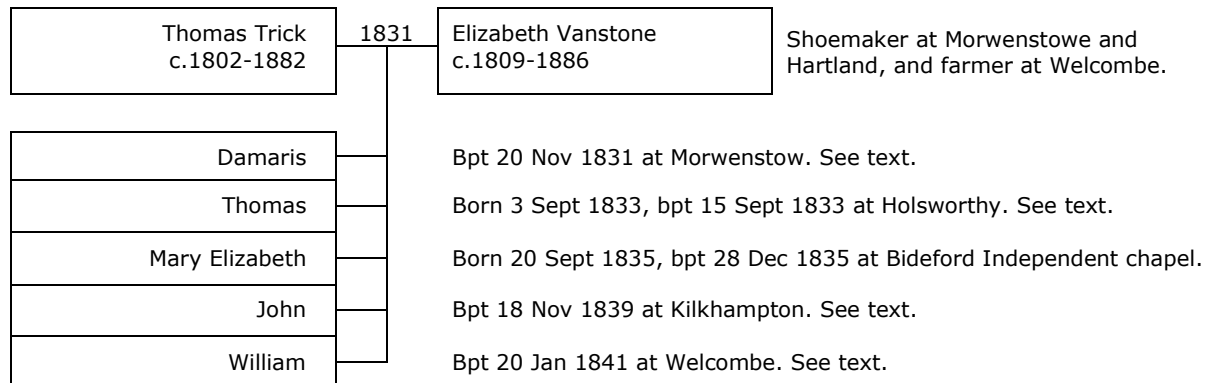 Thomas Trick
c.1802-1882
1831
Elizabeth Vanstone
c.1809-1886
Shoemaker at Morwenstowe and
Hartland, and farmer at Welcombe.
Damaris
Bpt 20 Nov 1831 at Morwenstow. See text.
Thomas
Born 3 Sept 1833, bpt 15 Sept 1833 at Holsworthy. See text.
Mary Elizabeth
Born 20 Sept 1835, bpt 28 Dec 1835 at Bideford Independent chapel.
John
Bpt 18 Nov 1839 at Kilkhampton. See text.
William
Bpt 20 Jan 1841 at Welcombe. See text.